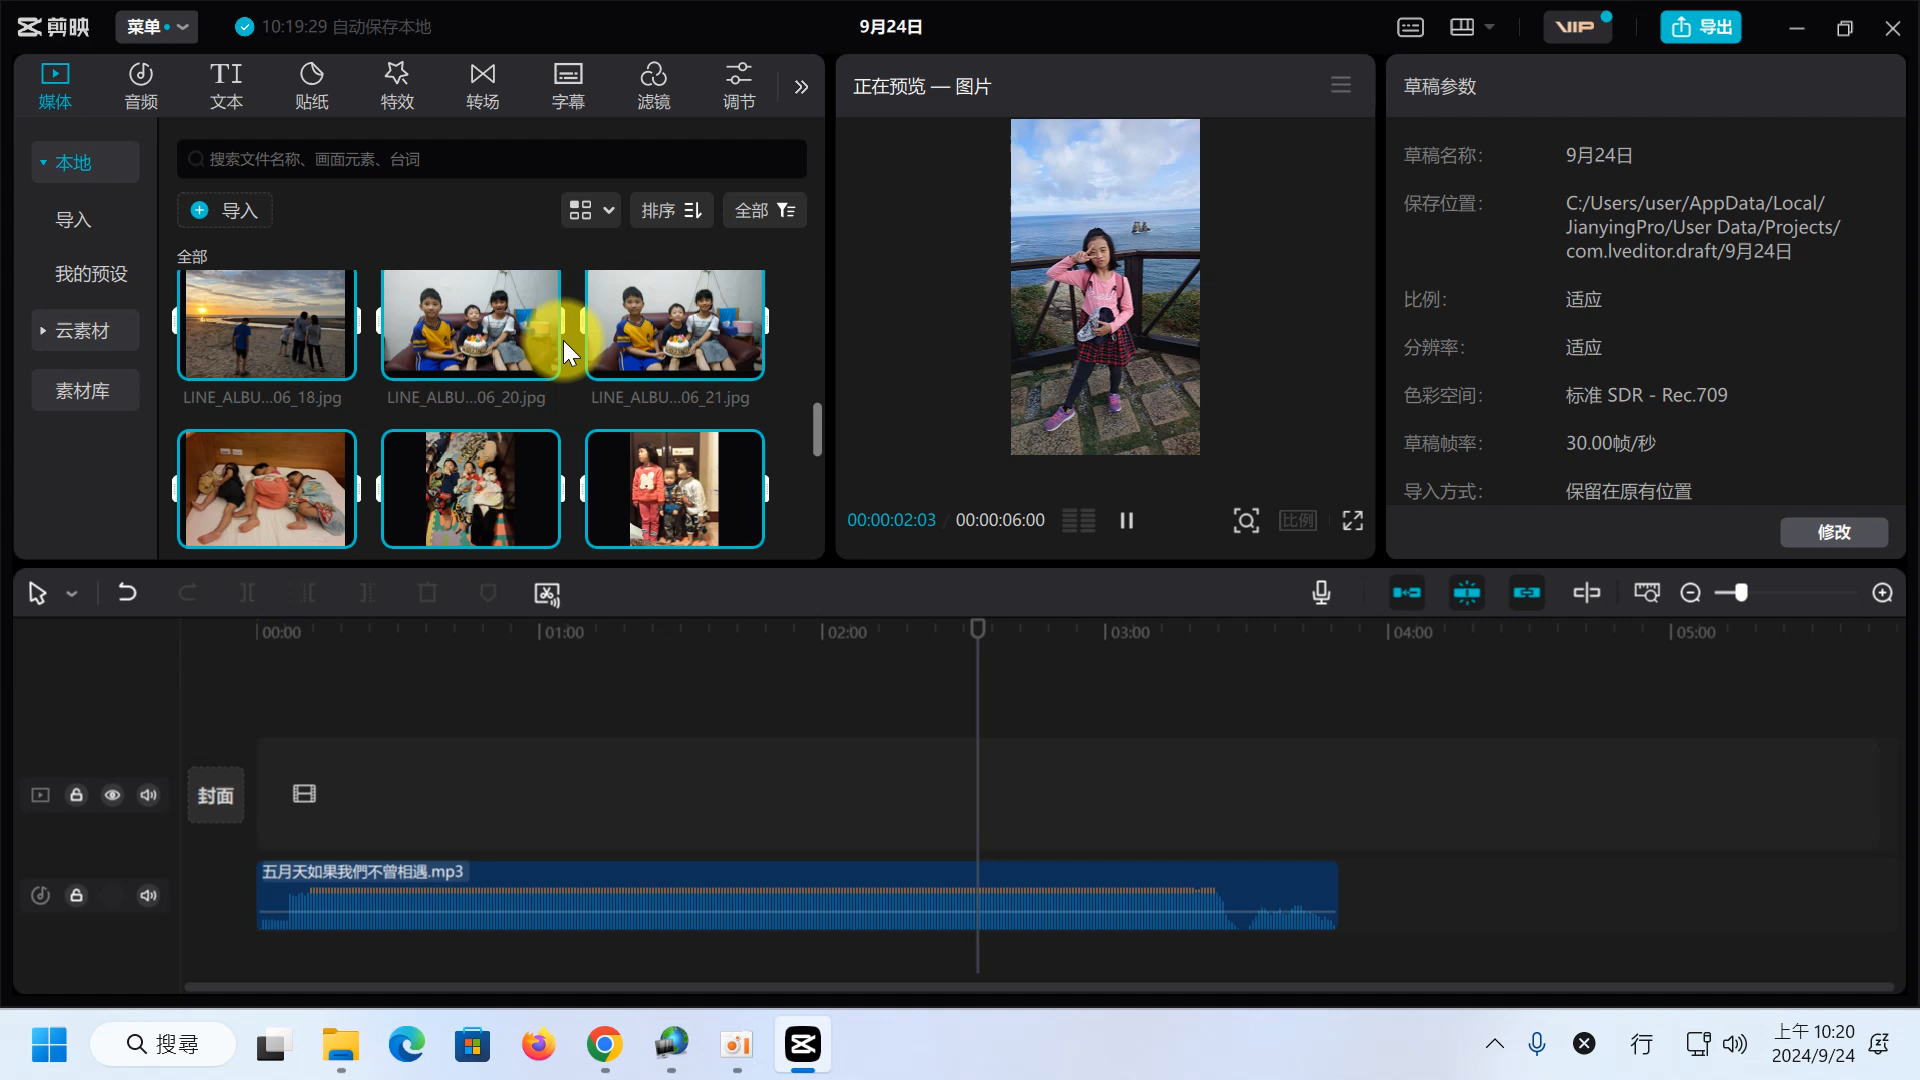 剪映
菜单
10:19:29 自动保存本地
9月24日
VIP
导出
媒体
音频
文本
贴纸
特效
转场
字幕
滤镜
调节
本地
导入
我的预设
云素材
素材库
搜索文件名称、画面元素、台词
导入
排序
全部
全部
LINE_ALBU...06_18.jpg
LINE_ALBU...06_20.jpg
LINE_ALBU...06_21.jpg
正在预览 — 图片
00:00:02:03 / 00:00:06:00
比例
草稿参数
草稿名称: 9月24日
保存位置: C:/Users/user/AppData/Local/
JianyingPro/User Data/Projects/
com.lveditor.draft/9月24日
比例: 适应
分辨率: 适应
色彩空间: 标准 SDR - Rec.709
草稿帧率: 30.00帧/秒
导入方式: 保留在原有位置
修改
00:00
01:00
02:00
03:00
04:00
05:00
封面
五月天如果我們不曾相遇.mp3
搜尋
行
上午 10:20
2024/9/24